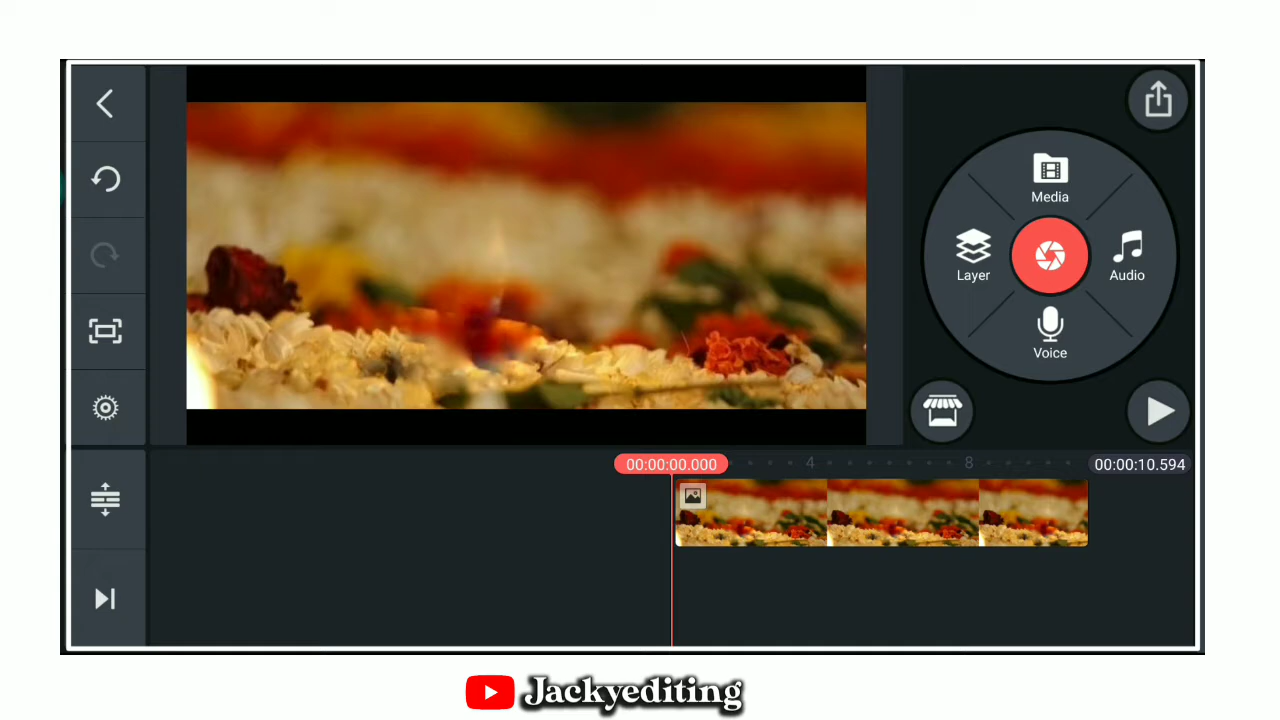 Media
Layer
Audio
Voice
00:00:00.000
4
8
00:00:10.594
Jackyediting